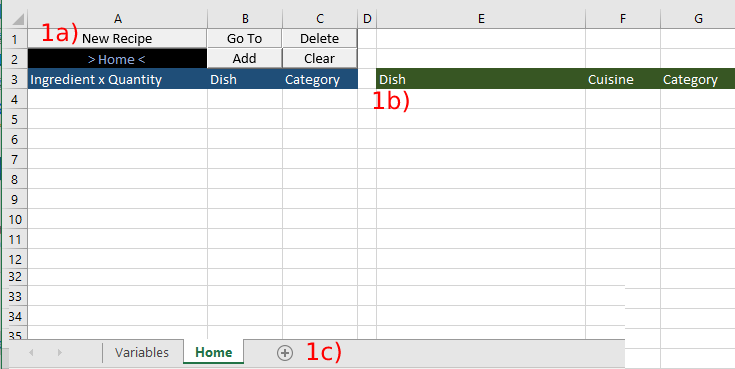 A B C D E F G
1 1a) New Recipe Go To Delete
2 > Home < Add Clear
3 Ingredient x Quantity Dish Category Dish Cuisine Category
4 1b)
5
6
7
8
9
10
11
12
32
33
34
35
Variables Home 1c)